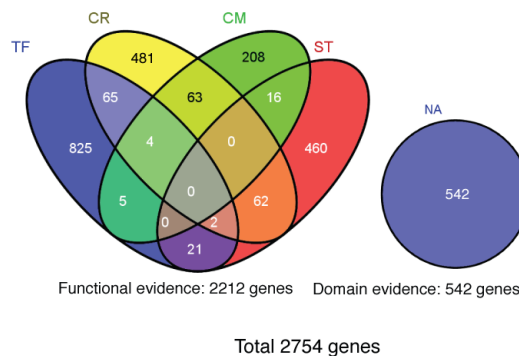 CR
CM
TF
ST
481
208
65
63
16
NA
825
4
0
460
5
0
62
542
0
2
21
Functional evidence: 2212 genes
Domain evidence: 542 genes
Total 2754 genes